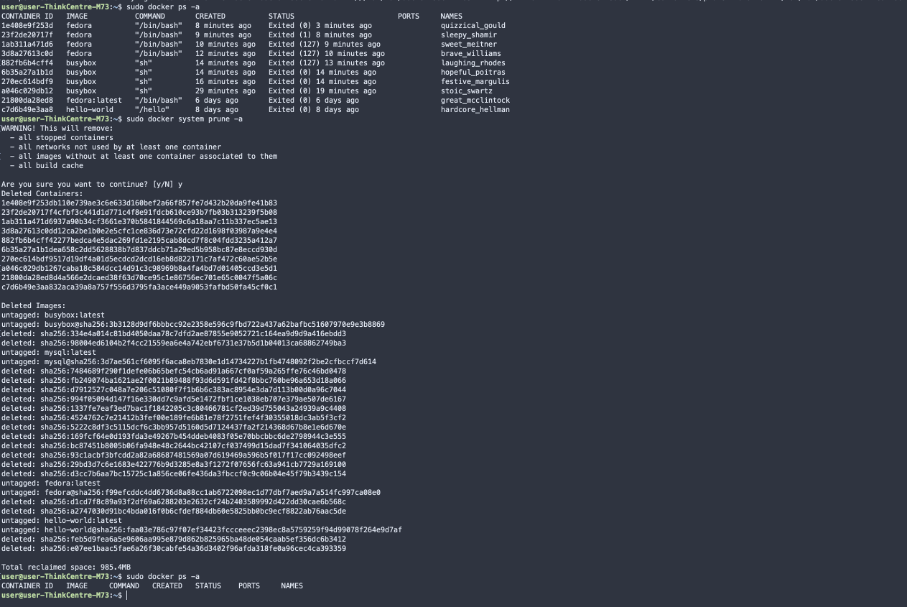 user@user-ThinkCentre-M73:~$ sudo docker ps -a
CONTAINER ID   IMAGE           COMMAND       CREATED          STATUS                       PORTS     NAMES
1e408e9f253d   fedora          "/bin/bash"   8 minutes ago    Exited (0) 3 minutes ago               quizzical_gould
23f2de20717f   fedora          "/bin/bash"   9 minutes ago    Exited (1) 8 minutes ago               sleepy_shamir
1ab311a471d6   fedora          "/bin/bash"   10 minutes ago   Exited (127) 9 minutes ago             sweet_meitner
3d8a27613c0d   fedora          "/bin/bash"   12 minutes ago   Exited (127) 10 minutes ago            brave_williams
882fb6b4cff4   busybox         "sh"          14 minutes ago   Exited (127) 13 minutes ago            laughing_rhodes
6b35a27a1b1d   busybox         "sh"          14 minutes ago   Exited (0) 14 minutes ago              hopeful_poitras
270ec614bdf9   busybox         "sh"          16 minutes ago   Exited (0) 14 minutes ago              festive_margulis
a046c029db12   busybox         "sh"          29 minutes ago   Exited (0) 19 minutes ago              stoic_swartz
21800da28ed8   fedora:latest   "/bin/bash"   6 days ago       Exited (0) 6 days ago                  great_mcclintock
c7d6b49e3aa8   hello-world     "/hello"      8 days ago       Exited (0) 8 days ago                  hardcore_hellman
user@user-ThinkCentre-M73:~$ sudo docker system prune -a
WARNING! This will remove:
  - all stopped containers
  - all networks not used by at least one container
  - all images without at least one container associated to them
  - all build cache
Are you sure you want to continue? [y/N] y
Deleted Containers:
1e408e9f253db110e739ae3c6e633d160bef2a66f857fe7d432b20da9fe41b83
23f2de20717f4cfbf3c441d1d771c4f8e91fdcb610ce93b7fb03b313239f5b08
1ab311a471d6937a90b34cf3661e370b5841844569c6a18aa7c11b337ec5ae13
3d8a27613c0dd12ca2be1b0e2e5cfc1ce836d73e72cfd22d1698f03987a9e4e4
882fb6b4cff42277bedca4e5dac269fd1e2195cab8dcd7f8c04fdd3235a412a7
6b35a27a1b1dea658c2dd5628838b7d837ddcb71a29ed5b958bc87e8eccd930d
270ec614bdf9517d19df4a01d5ecdcd2dcd16eb8d822171c7af472c60ae52b5e
a046c029db1267caba18c584dcc14d91c3c98969b8a4fa4bd7d01405ccd3e5d1
21800da28ed8d4a566e2dcaed38f63d70ce95c1e86756ec701e65c0047f5a06c
c7d6b49e3aa832aca39a8a757f556d3795fa3ace449a9053fafbd50fa45cf0c1
Deleted Images:
untagged: busybox:latest
untagged: busybox@sha256:3b3128d9df6bbbcc92e2358e596c9fbd722a437a62bafbc51607970e9e3b8869
deleted: sha256:334e4a014c81bd4050daa78c7dfd2ae87855e9052721c164ea9d9d9a416ebdd3
deleted: sha256:98004ed6104b2f4cc21559ea6e4a742ebf6731e37b5d1b04013ca68862749ba3
untagged: mysql:latest
untagged: mysql@sha256:3d7ae561cf6095f6aca8eb7830e1d14734227b1fb4748092f2be2cfbccf7d614
deleted: sha256:7484689f290f1defe06b65befc54cb6ad91a667cf0af59a265ffe76c46bd0478
deleted: sha256:fb249074ba1621ae2f0021b89488f93d6d591fd42f8bbc760be96a653d18a066
deleted: sha256:d7912527c048a7e206c51080f7f1b6b6c383ac8954e3da7d113b00d0a96c7044
deleted: sha256:994f05094d147f16e330dd7c9afd5e1472fbf1ce1038eb707e379ae507de6167
deleted: sha256:1337fe7eaf3ed7bac1f1842205c3c80466781cf2ed39d755043a24939a9c4408
deleted: sha256:4524762c7e21412b3fef00e189fe6b81e78f2751fef4f30355018dc3ab5f3cf2
deleted: sha256:5222c8df3c5115dcf6c3bb957d5160d5d7124437fa2f214368d67b8e1e6d670e
deleted: sha256:169fcf64e0d193fda3e49267b454ddeb4083f05e70bbcbbc6de2798944c3e555
deleted: sha256:bc87451b8005b06fa948e48c2644bc42107cf037499d15dad7f341064035dfc2
deleted: sha256:93c1acbf3bfcdd2a82a68687481569a07d619469a596b5f017f17cc092498eef
deleted: sha256:29bd3d7c6e1683e422776b9d3285e8a3f1272f07656fc63a941cb7729a169100
deleted: sha256:d3cc7b6aa7bc15725c1a856ce06fe436da3fbccf0c9c06b04e45f79b3439c154
untagged: fedora:latest
untagged: fedora@sha256:f99efcddc4dd6736d8a88cc1ab6722098ec1d77dbf7aed9a7a514fc997ca08e0
deleted: sha256:d1cd7f8c89a93f2df69a6288203e2632cf24b2403589992d422dd30cae6b568c
deleted: sha256:a2747030d91bc4bda016f0b6cfdef884db60e5825bb0bc9ecf8822ab76aac5de
untagged: hello-world:latest
untagged: hello-world@sha256:faa03e786c97f07ef34423fccceeec2398ec8a5759259f94d99078f264e9d7af
deleted: sha256:feb5d9fea6a5e9606aa995e879d862b825965ba48de054caab5ef356dc6b3412
deleted: sha256:e07ee1baac5fae6a26f30cabfe54a36d3402f96afda318fe0a96cec4ca393359
Total reclaimed space: 985.4MB
user@user-ThinkCentre-M73:~$ sudo docker ps -a
CONTAINER ID   IMAGE     COMMAND   CREATED   STATUS    PORTS     NAMES
user@user-ThinkCentre-M73:~$